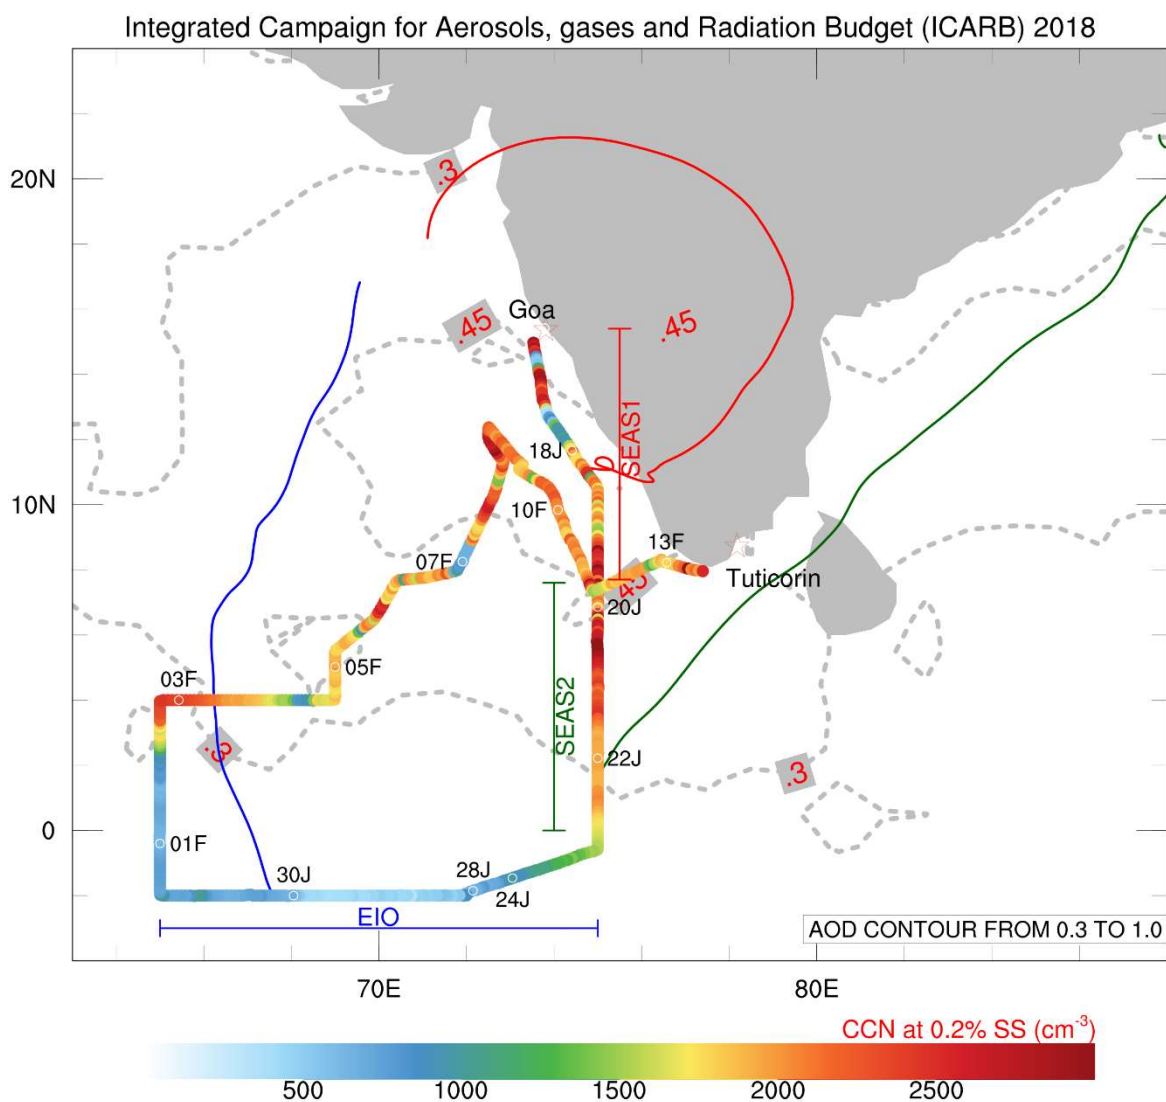 Integrated Campaign for Aerosols, gases and Radiation Budget (ICARB) 2018
20N
.3
Goa
.45
.45
SEAS1
18J
10N
10F
13F
07F
Tuticorin
.45
20J
05F
03F
SEAS2
.3
22J
.3
0
01F
28J
30J
24J
EIO
AOD CONTOUR FROM 0.3 TO 1.0
70E
80E
CCN at 0.2% SS (cm⁻³)
500
1000
1500
2000
2500